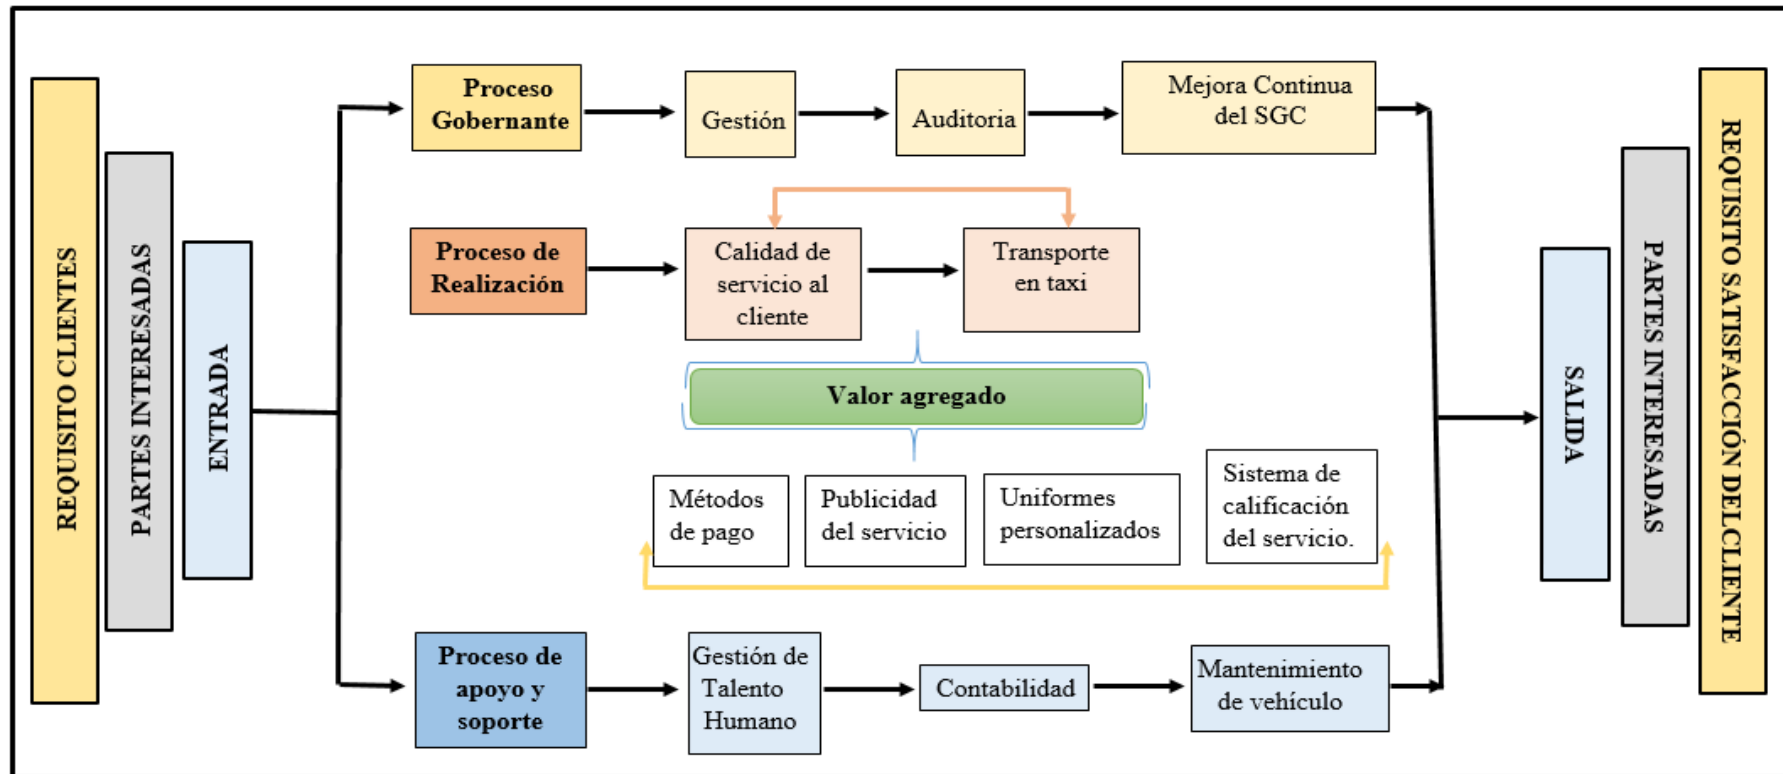 REQUISITO CLIENTES
PARTES INTERESADAS
ENTRADA
Proceso
Gobernante
Gestión
Auditoria
Mejora Continua
del SGC
Proceso de
Realización
Calidad de
servicio al
cliente
Transporte
en taxi
Valor agregado
Métodos
de pago
Publicidad
del servicio
Uniformes
personalizados
Sistema de
calificación
del servicio.
Proceso de
apoyo y
soporte
Gestión de
Talento
Humano
Contabilidad
Mantenimiento
de vehículo
SALIDA
PARTES INTERESADAS
REQUISITO SATISFACCIÓN DELCLIENTE